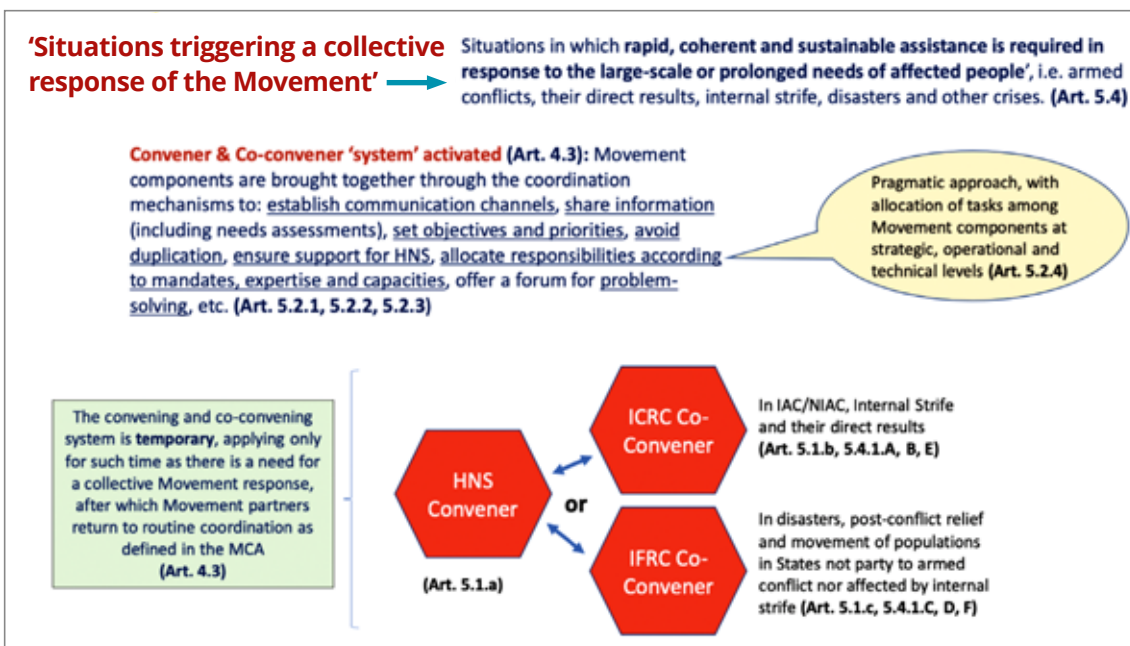 ‘Situations triggering a collective
response of the Movement’
Situations in which rapid, coherent and sustainable assistance is required in
response to the large-scale or prolonged needs of affected people’, i.e. armed
conflicts, their direct results, internal strife, disasters and other crises. (Art. 5.4)
Convener & Co-convener ‘system’ activated (Art. 4.3): Movement
components are brought together through the coordination
mechanisms to: establish communication channels, share information
(including needs assessments), set objectives and priorities, avoid
duplication, ensure support for HNS, allocate responsibilities according
to mandates, expertise and capacities, offer a forum for problem-
solving, etc. (Art. 5.2.1, 5.2.2, 5.2.3)
Pragmatic approach, with
allocation of tasks among
Movement components at
strategic, operational and
technical levels (Art. 5.2.4)
The convening and co-convening
system is temporary, applying only
for such time as there is a need for
a collective Movement response,
after which Movement partners
return to routine coordination as
defined in the MCA
(Art. 4.3)
HNS
Convener
(Art. 5.1.a)
or
ICRC Co-
Convener
In IAC/NIAC, Internal Strife
and their direct results
(Art. 5.1.b, 5.4.1.A, B, E)
IFRC Co-
Convener
In disasters, post-conflict relief
and movement of populations
in States not party to armed
conflict nor affected by internal
strife (Art. 5.1.c, 5.4.1.C, D, F)